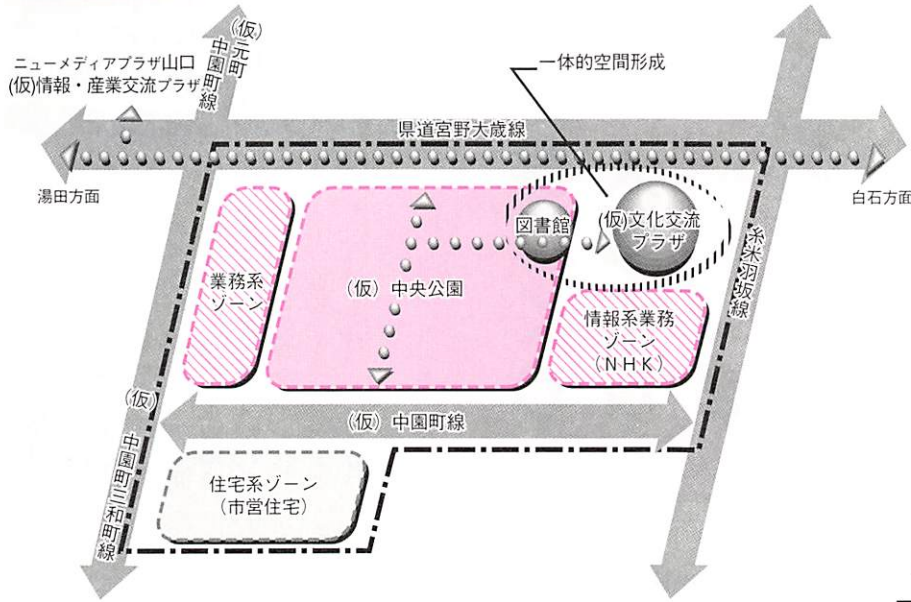 (仮)元町
中園町線
ニューメディアプラザ山口
(仮)情報・産業交流プラザ
一体的空間形成
県道宮野大歳線
湯田方面
白石方面
図書館
(仮)文化交流
プラザ
業務系
ゾーン
(仮) 中央公園
情報系業務
ゾーン
(NHK)
糸米羽坂線
(仮) 中園町線
(仮) 中園町三和町線
住宅系ゾーン
(市営住宅)